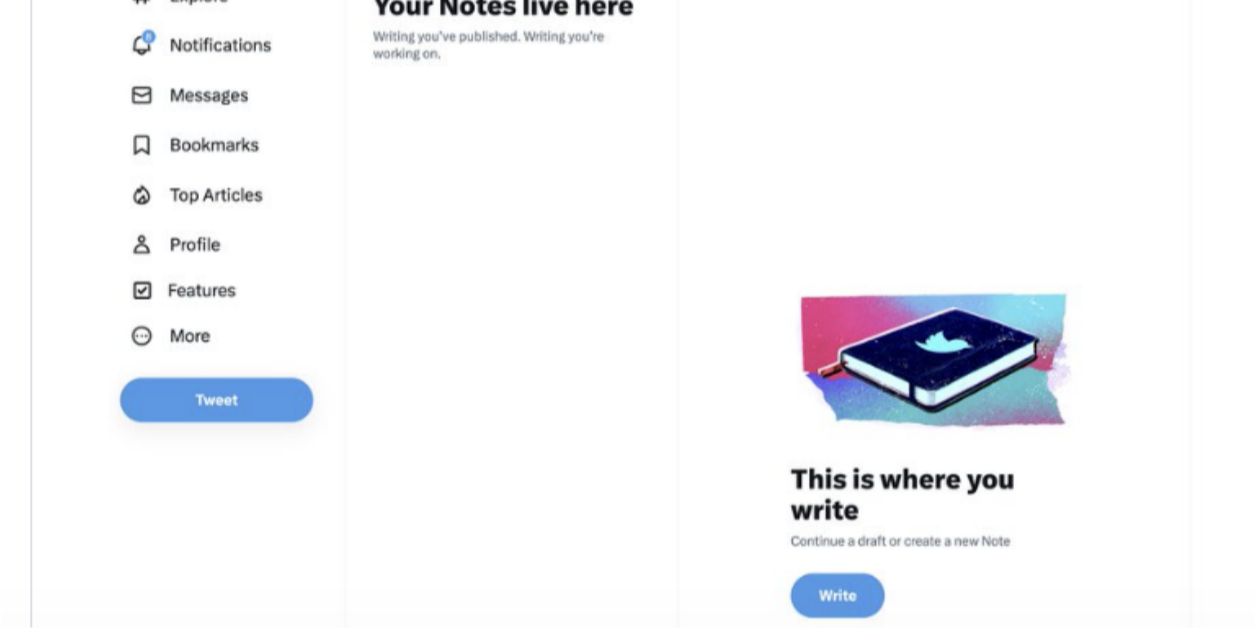 Explore
Notifications
Messages
Bookmarks
Top Articles
Profile
Features
More
Tweet
Your Notes live here
Writing you've published. Writing you're
working on.
This is where you
write
Continue a draft or create a new Note
Write